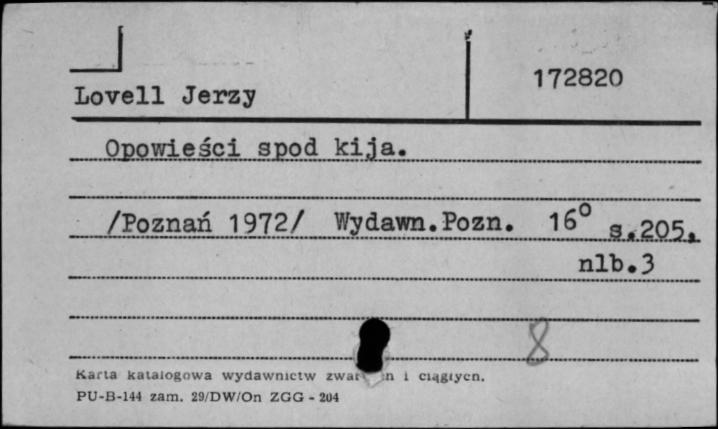 172820
Lovell Jerzy
Opowieści spod kija.
/Poznań 1972/ Wydawn.Pozn. 16° s.205,
nlb.3
8
Karta katalogowa wydawnictw i ciągłych.
PU-B-144 zam. 29/DW/On ZGG - 204